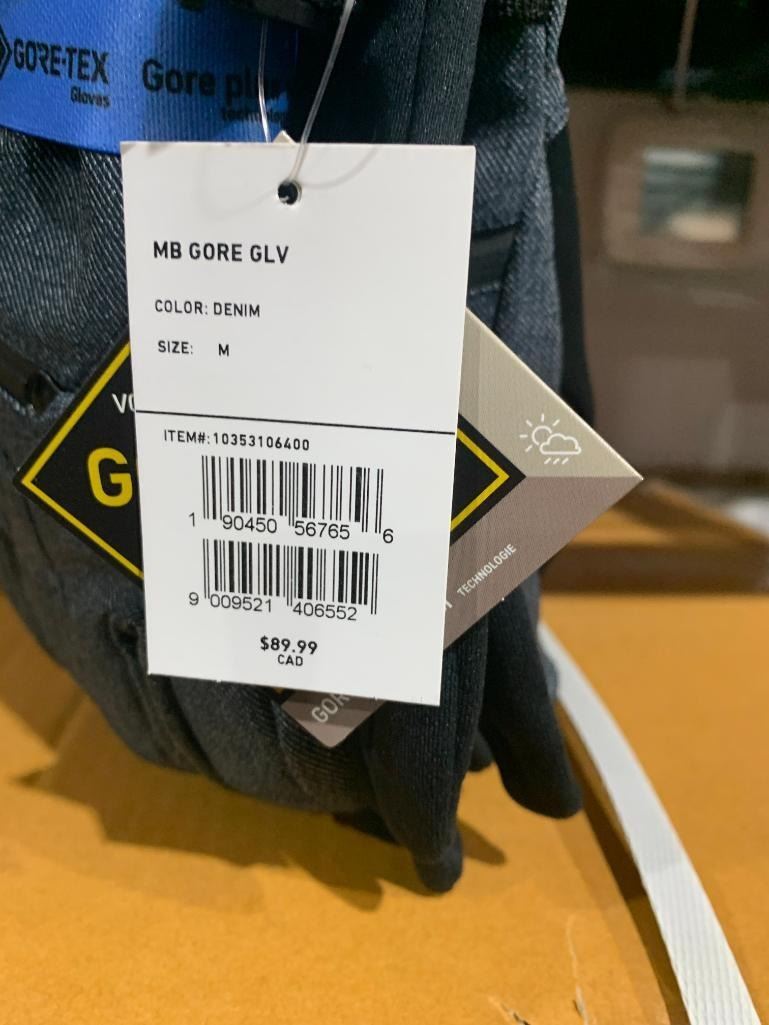 GORE-TEX
Gloves
Gore
MB GORE GLV
COLOR: DENIM
SIZE: M
ITEM#: 10353106400
1 90450 56765 6
9 009521 406552
$89.99
CAD
TECHNOLOGIE